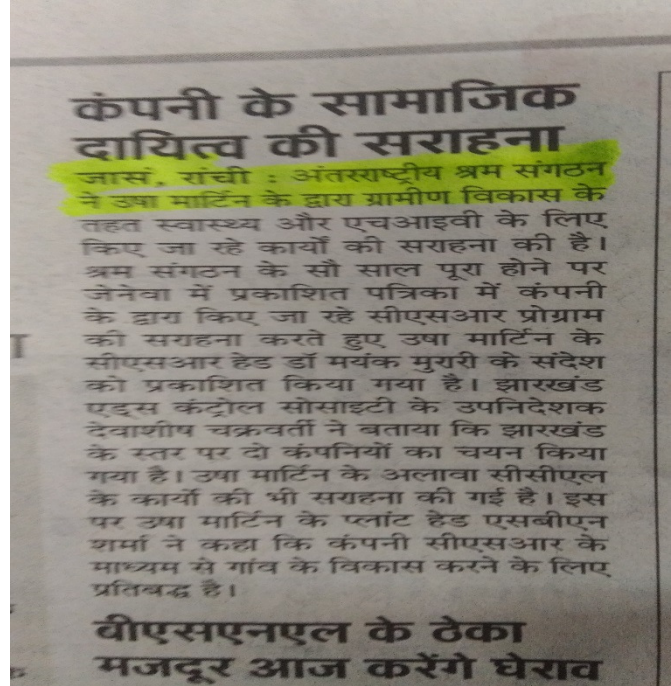 कंपनी के सामाजिक
दायित्व की सराहना
जासं, रांची : अंतरराष्ट्रीय श्रम संगठन
ने उषा मार्टिन के द्वारा ग्रामीण विकास के
तहत स्वास्थ्य और एचआइवी के लिए
किए जा रहे कार्यों की सराहना की है।
श्रम संगठन के सौ साल पूरा होने पर
जेनेवा में प्रकाशित पत्रिका में कंपनी
के द्वारा किए जा रहे सीएसआर प्रोग्राम
की सराहना करते हुए उषा मार्टिन के
सीएसआर हेड डॉ मयंक मुरारी के संदेश
को प्रकाशित किया गया है। झारखंड
एड्स कंट्रोल सोसाइटी के उपनिदेशक
देवाशीष चक्रवर्ती ने बताया कि झारखंड
के स्तर पर दो कंपनियों का चयन किया
गया है। उषा मार्टिन के अलावा सीसीएल
के कार्यों की भी सराहना की गई है। इस
पर उषा मार्टिन के प्लांट हेड एसबीएन
शर्मा ने कहा कि कंपनी सीएसआर के
माध्यम से गांव के विकास करने के लिए
प्रतिबद्ध है।
बीएसएनएल के ठेका
मजदूर आज करेंगे घेराव